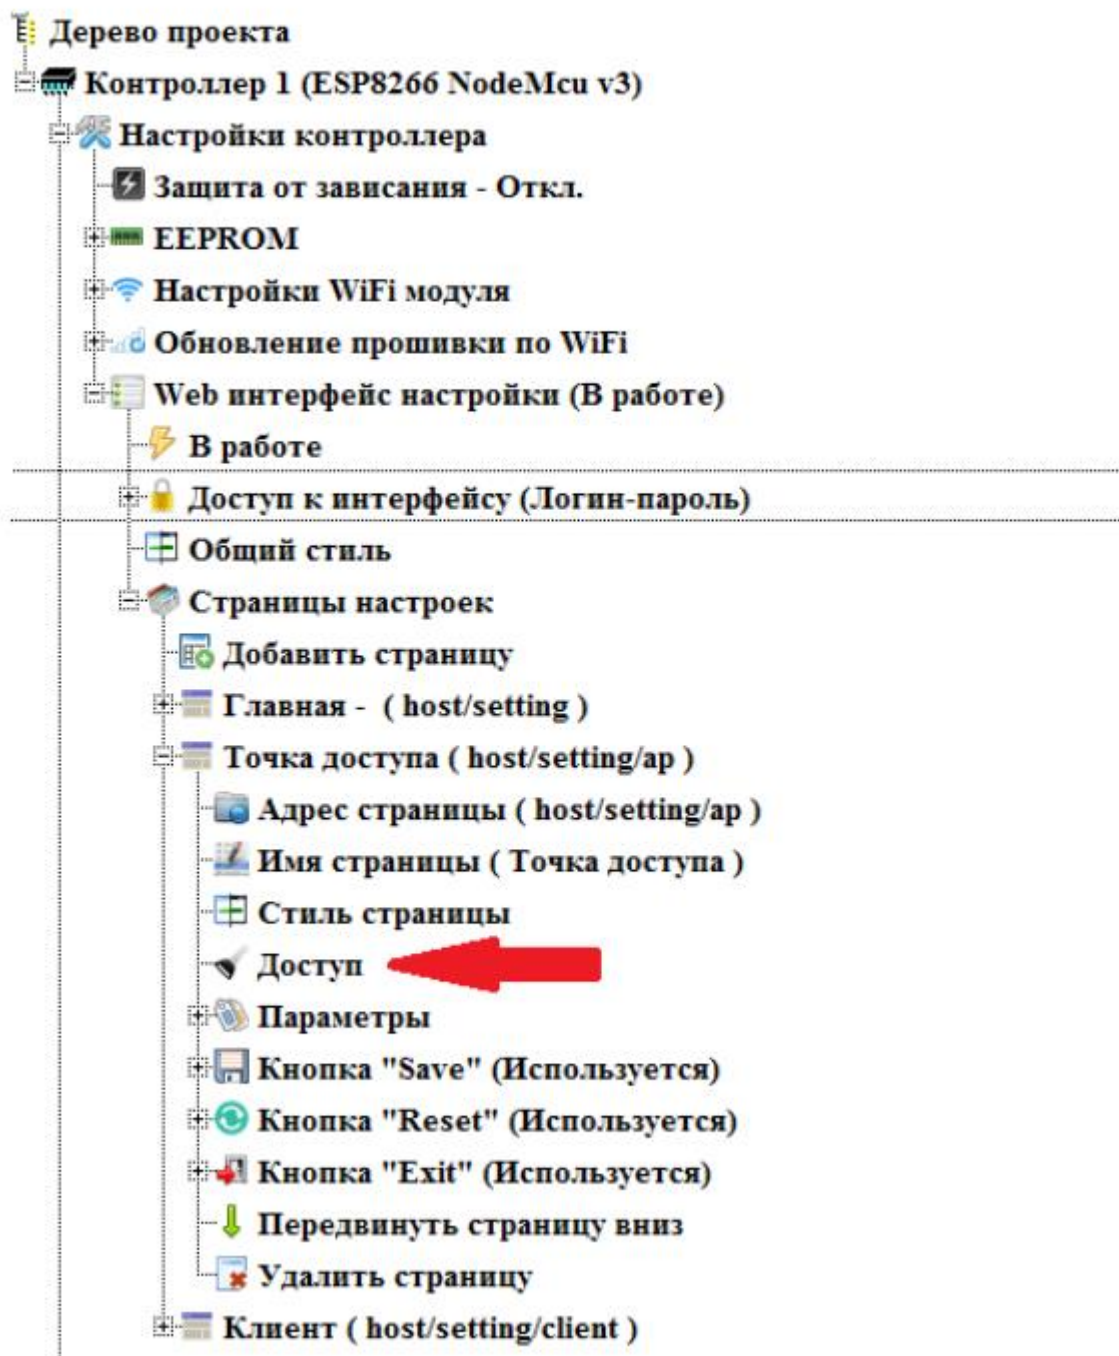 Дерево проекта
Контроллер 1 (ESP8266 NodeMcu v3)
Настройки контроллера
Защита от зависания - Откл.
EEPROM
Настройки WiFi модуля
Обновление прошивки по WiFi
Web интерфейс настройки (В работе)
В работе
Доступ к интерфейсу (Логин-пароль)
Общий стиль
Страницы настроек
Добавить страницу
Главная -  ( host/setting )
Точка доступа ( host/setting/ap )
Адрес страницы ( host/setting/ap )
Имя страницы ( Точка доступа )
Стиль страницы
Доступ
Параметры
Кнопка "Save" (Используется)
Кнопка "Reset" (Используется)
Кнопка "Exit" (Используется)
Передвинуть страницу вниз
Удалить страницу
Клиент ( host/setting/client )